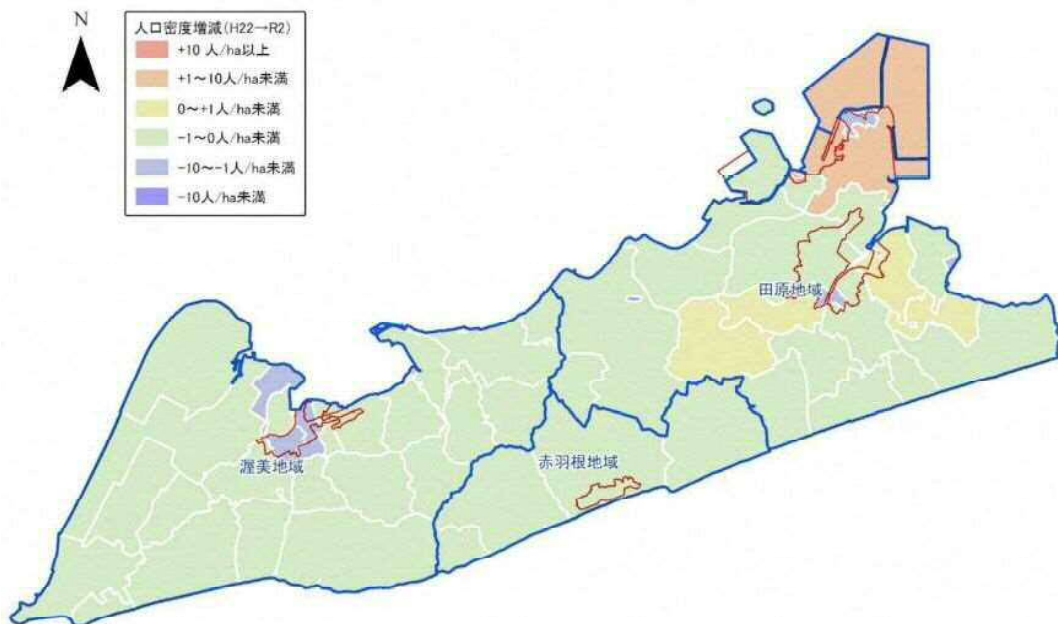 N
人口密度増減(H22→R2)
+10 人/ha以上
+1~10人/ha未満
0~+1人/ha未満
-1~0人/ha未満
-10~-1人/ha未満
-10人/ha未満
田原地域
赤羽根地域
渥美地域